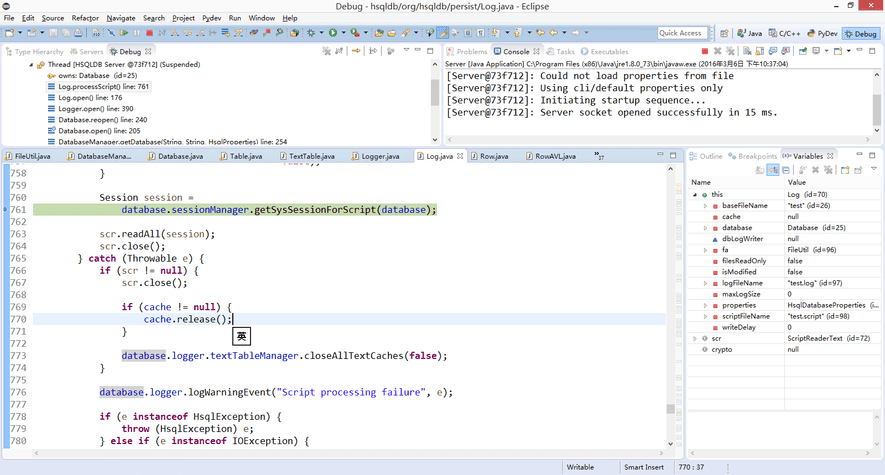 Debug - hsqldb/org/hsqldb/persist/Log.java - Eclipse
File Edit Source Refactor Navigate Search Project Pydev Run Window Help
Quick Access Java C/C++ PyDev Debug
Type Hierarchy Servers Debug
Thread [HSQLDB Server @73f712] (Suspended)
owns: Database (id=25)
Log.processScript() line: 761
Log.open() line: 176
Logger.open() line: 390
Database.reopen() line: 240
Database.open() line: 205
DatabaseManager.getDatabase(String, String, HsqlProperties) line: 254
Problems Console Tasks Executables
Server [Java Application] C:\Program Files (x86)\Java\jre1.8.0_73\bin\javaw.exe (2016年3月6日 下午10:37:04)
[Server@73f712]: Could not load properties from file
[Server@73f712]: Using cli/default properties only
[Server@73f712]: Initiating startup sequence...
[Server@73f712]: Server socket opened successfully in 15 ms.
FileUtil.java DatabaseMana... Database.java Table.java TextTable.java Logger.java Log.java Row.java RowAVL.java »17
758 }
759
760 Session session =
761 database.sessionManager.getSysSessionForScript(database);
762
763 scr.readAll(session);
764 scr.close();
765 } catch (Throwable e) {
766 if (scr != null) {
767 scr.close();
768
769 if (cache != null) {
770 cache.release();
771 }
772
773 database.logger.textTableManager.closeAllTextCaches(false);
774 }
775
776 database.logger.logWarningEvent("Script processing failure", e);
777
778 if (e instanceof HsqlException) {
779 throw (HsqlException) e;
780 } else if (e instanceof IOException) {
英
Outline Breakpoints Variables
Name Value
this Log (id=70)
baseFileName "test" (id=26)
cache null
database Database (id=25)
dbLogWriter null
fa FileUtil (id=96)
filesReadOnly false
isModified false
logFileName "test.log" (id=97)
maxLogSize 0
properties HsqlDatabaseProperties (i...
scriptFileName "test.script" (id=98)
writeDelay 0
scr ScriptReaderText (id=72)
crypto null
Writable Smart Insert 770 : 37